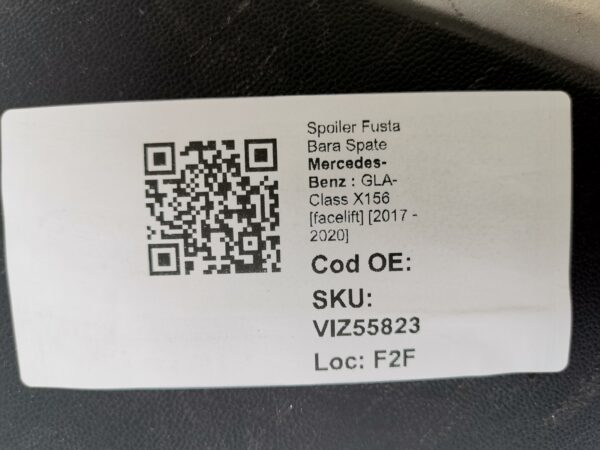 Spoiler Fusta
Bara Spate
Mercedes-
Benz : GLA-
Class X156
[facelift] [2017 -
2020]
Cod OE:
SKU:
VIZ55823
Loc: F2F